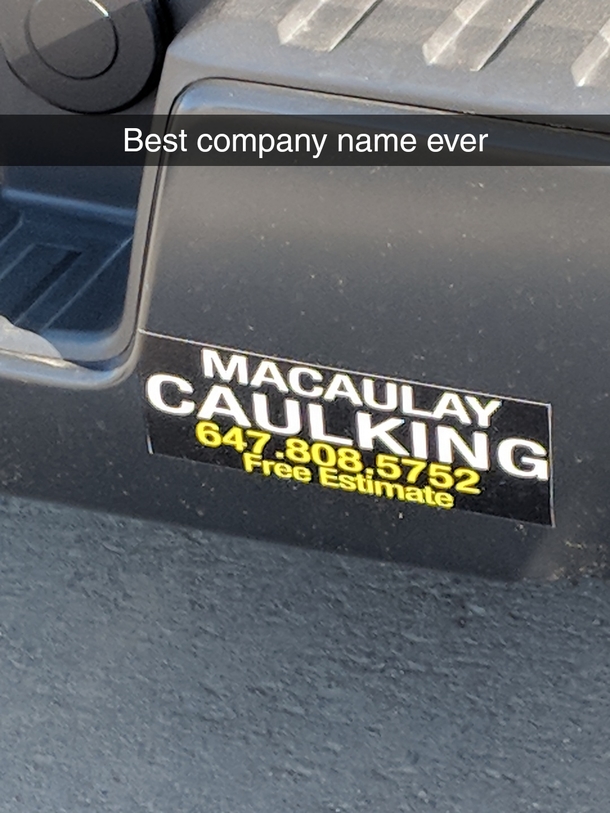 Best company name ever
MACAULAY
CAULKING
647.808.5752
Free Estimate